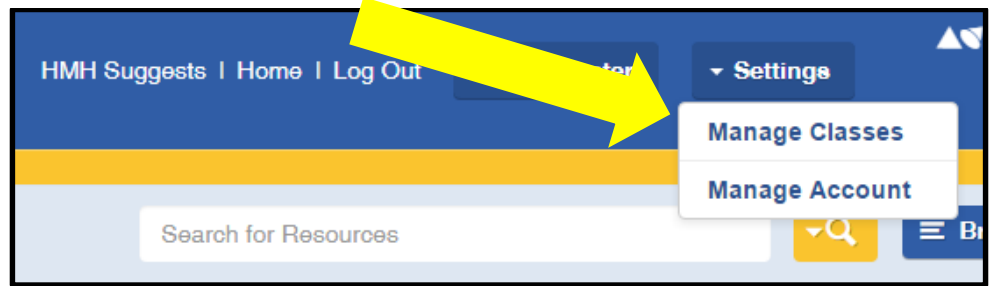 HMH Suggests I Home I Log Out Settings
Manage Classes
Manage Account
Search for Resources